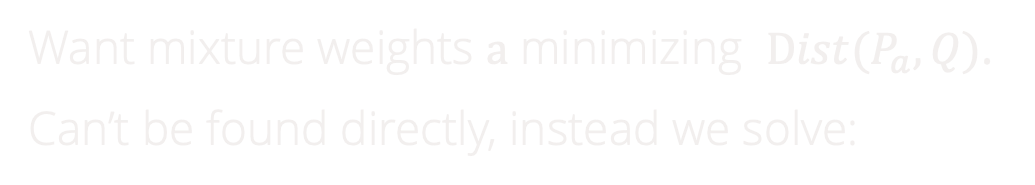 Want mixture weights a minimizing Dist(Pₐ, Q).
Can't be found directly, instead we solve: